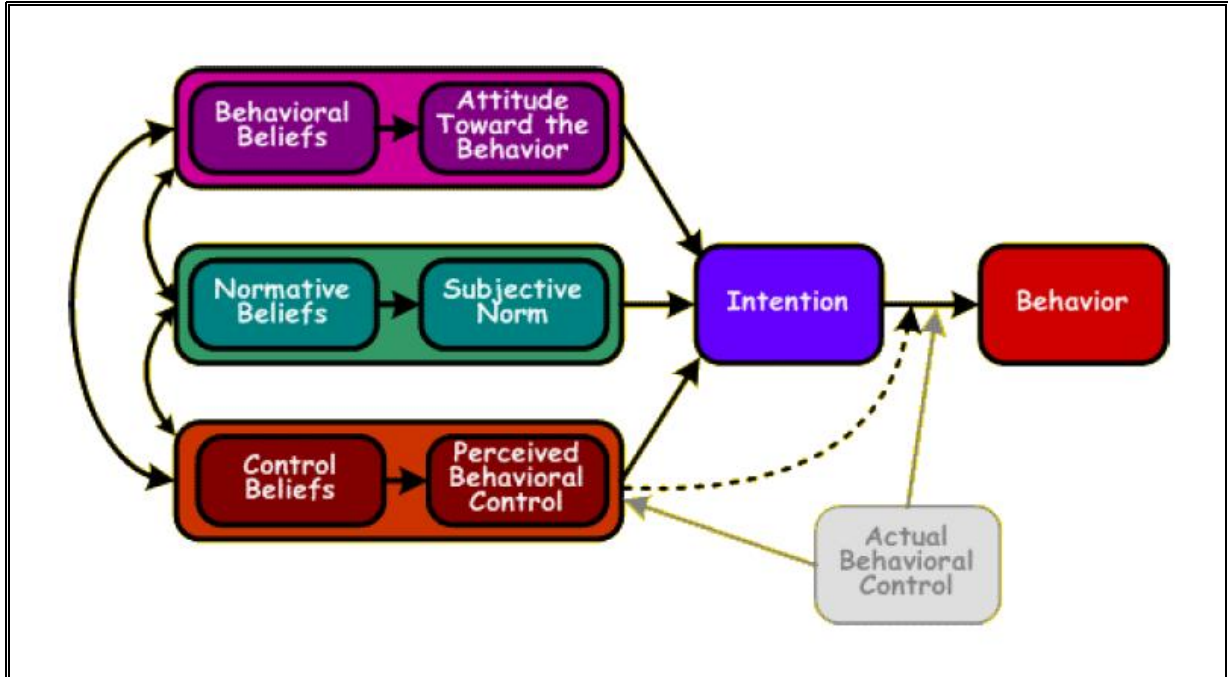 Behavioral
Beliefs
Attitude
Toward the
Behavior
Normative
Beliefs
Subjective
Norm
Intention
Behavior
Control
Beliefs
Perceived
Behavioral
Control
Actual
Behavioral
Control